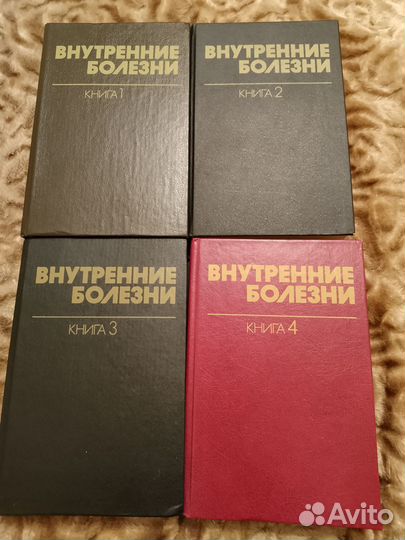 ВНУТРЕННИЕ
БОЛЕЗНИ
КНИГА 1
ВНУТРЕННИЕ
БОЛЕЗНИ
КНИГА 2
ВНУТРЕННИЕ
БОЛЕЗНИ
КНИГА 3
ВНУТРЕННИЕ
БОЛЕЗНИ
КНИГА 4
Avito